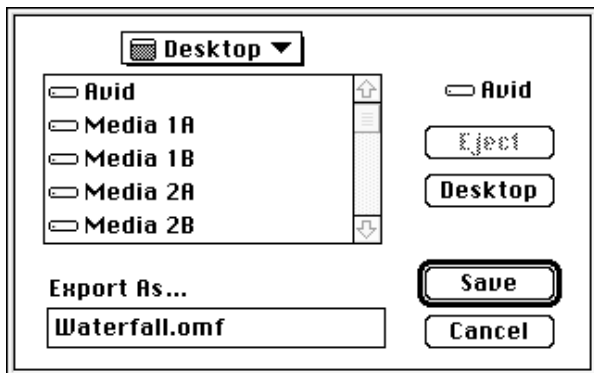 Desktop
Avid
Media 1A
Media 1B
Media 2A
Media 2B
Avid
Eject
Desktop
Export As...
Waterfall.omf
Save
Cancel